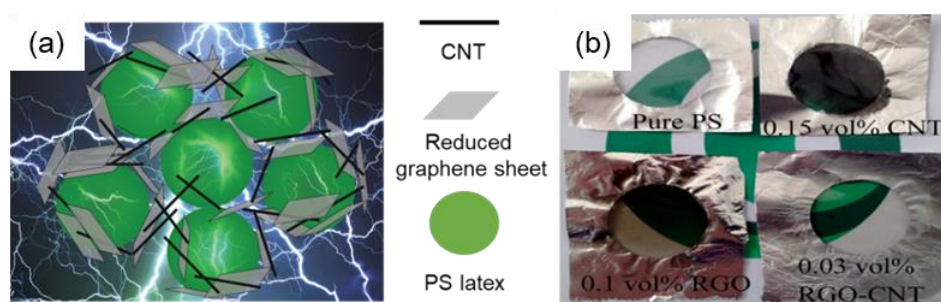 (a)
CNT
Reduced
graphene sheet
PS latex
(b)
Pure PS
0.15 vol% CNT
0.1 vol% RGO
0.03 vol%
RGO-CNT